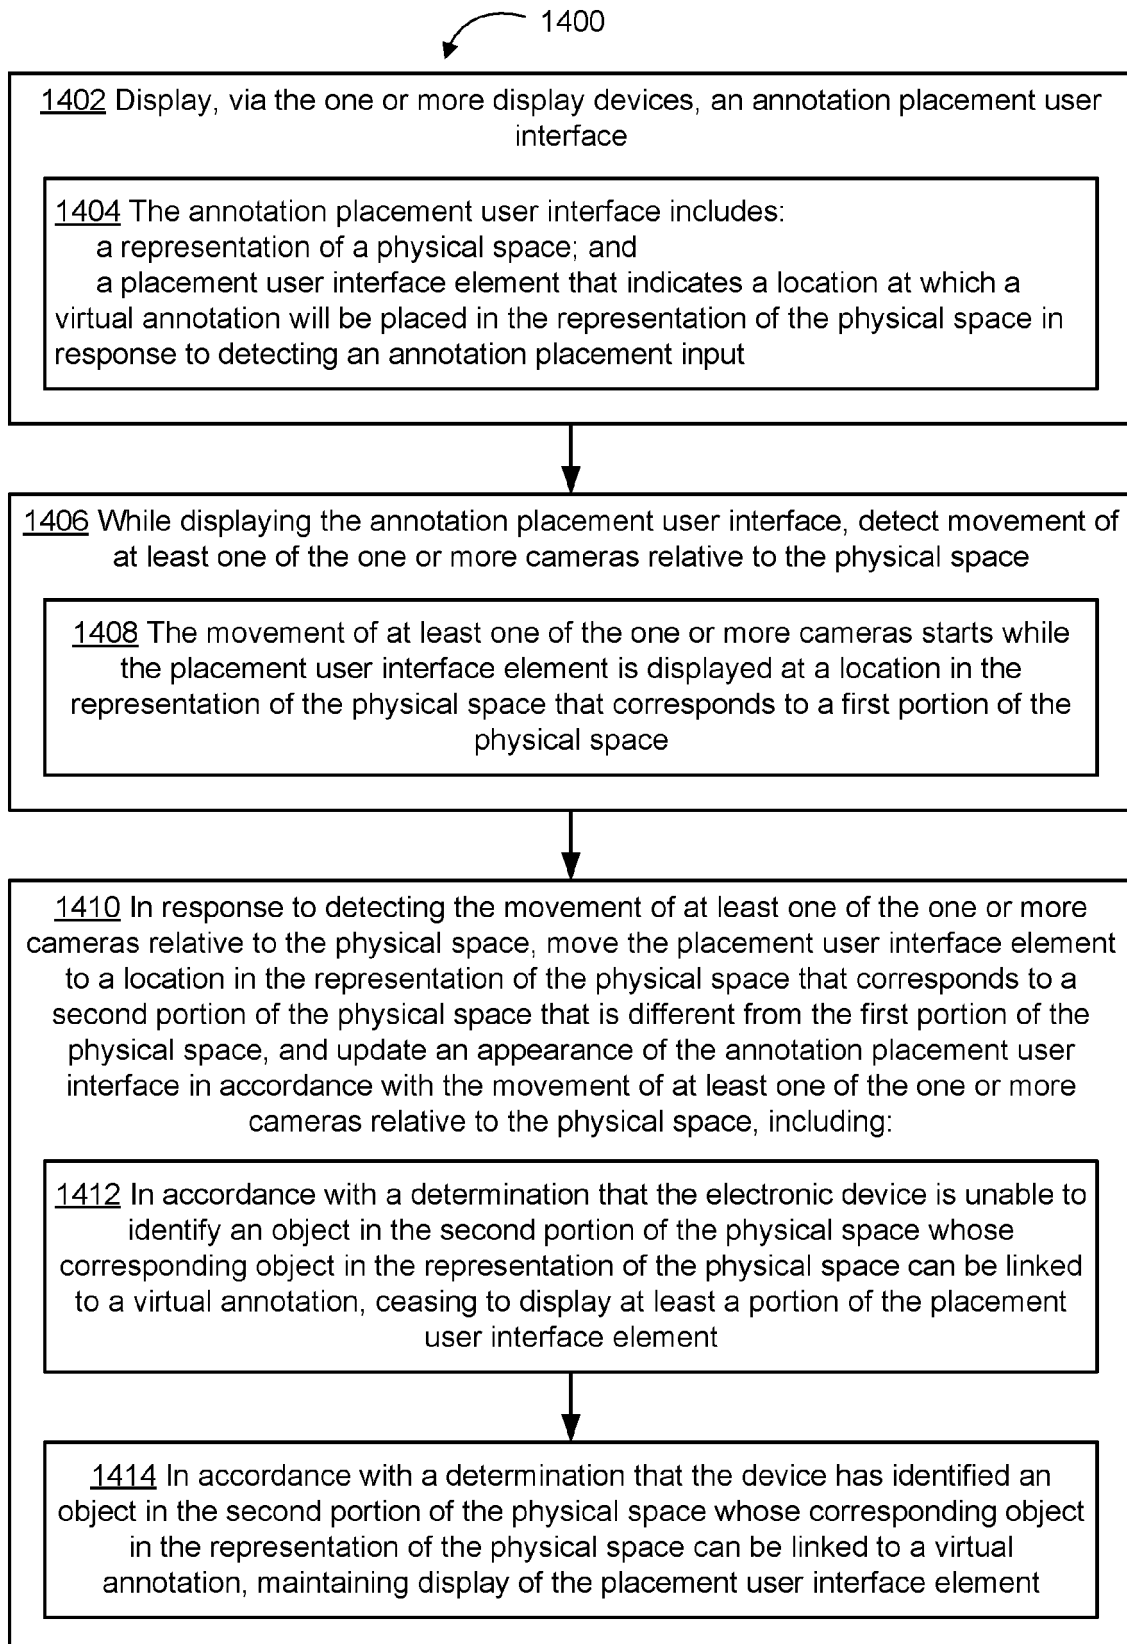 1400
1402 Display, via the one or more display devices, an annotation placement user
interface
1404 The annotation placement user interface includes:
a representation of a physical space; and
a placement user interface element that indicates a location at which a
virtual annotation will be placed in the representation of the physical space in
response to detecting an annotation placement input
1406 While displaying the annotation placement user interface, detect movement of
at least one of the one or more cameras relative to the physical space
1408 The movement of at least one of the one or more cameras starts while
the placement user interface element is displayed at a location in the
representation of the physical space that corresponds to a first portion of the
physical space
1410 In response to detecting the movement of at least one of the one or more
cameras relative to the physical space, move the placement user interface element
to a location in the representation of the physical space that corresponds to a
second portion of the physical space that is different from the first portion of the
physical space, and update an appearance of the annotation placement user
interface in accordance with the movement of at least one of the one or more
cameras relative to the physical space, including:
1412 In accordance with a determination that the electronic device is unable to
identify an object in the second portion of the physical space whose
corresponding object in the representation of the physical space can be linked
to a virtual annotation, ceasing to display at least a portion of the placement
user interface element
1414 In accordance with a determination that the device has identified an
object in the second portion of the physical space whose corresponding object
in the representation of the physical space can be linked to a virtual
annotation, maintaining display of the placement user interface element